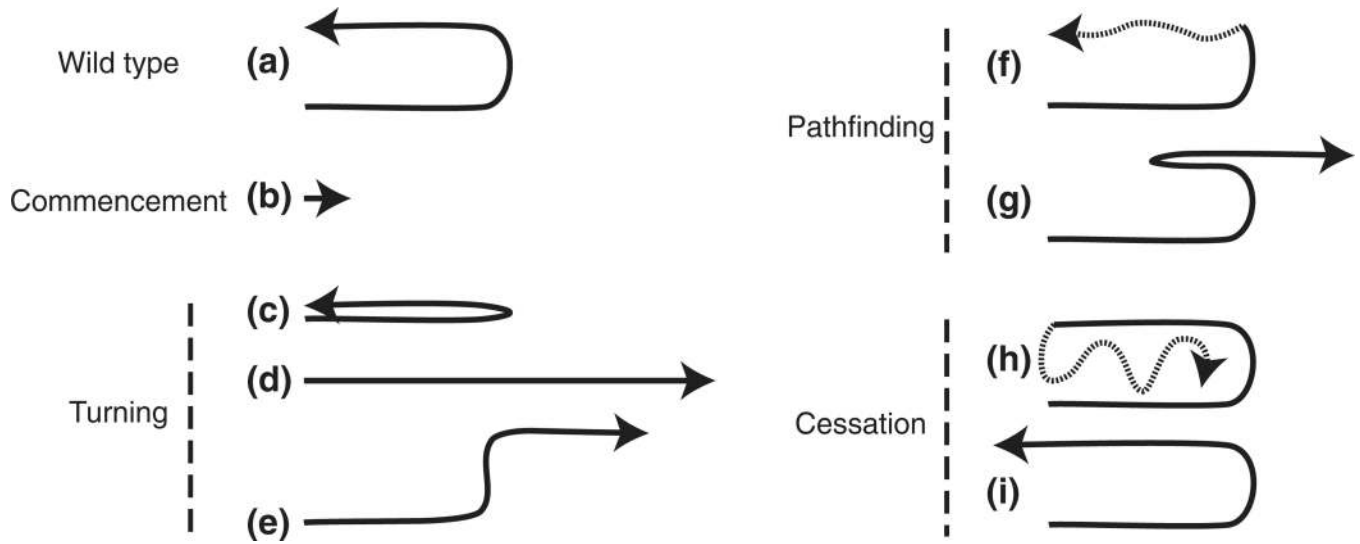 Wild type (a)
Commencement (b)
(c)
Turning (d)
(e)
Pathfinding (f)
(g)
Cessation (h)
(i)